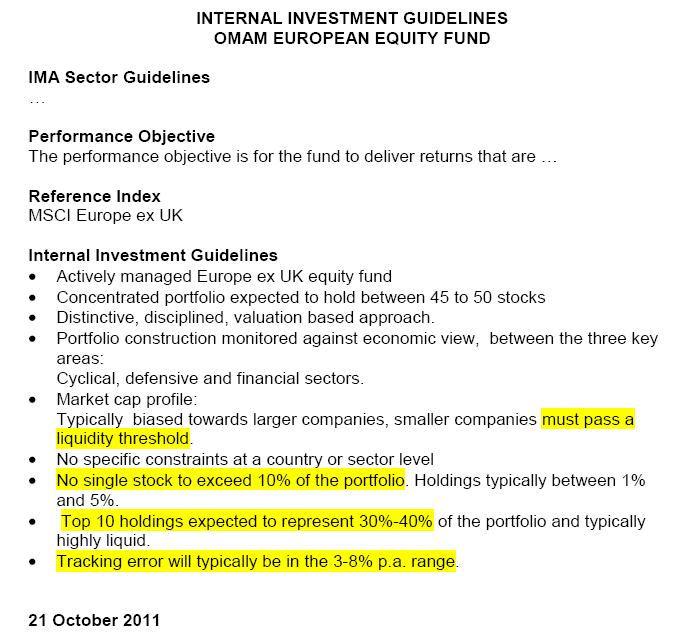 INTERNAL INVESTMENT GUIDELINES
OMAM EUROPEAN EQUITY FUND
IMA Sector Guidelines
…
Performance Objective
The performance objective is for the fund to deliver returns that are …
Reference Index
MSCI Europe ex UK
Internal Investment Guidelines
• Actively managed Europe ex UK equity fund
• Concentrated portfolio expected to hold between 45 to 50 stocks
• Distinctive, disciplined, valuation based approach.
• Portfolio construction monitored against economic view, between the three key
areas:
Cyclical, defensive and financial sectors.
• Market cap profile:
Typically biased towards larger companies, smaller companies must pass a
liquidity threshold.
• No specific constraints at a country or sector level
• No single stock to exceed 10% of the portfolio. Holdings typically between 1%
and 5%.
• Top 10 holdings expected to represent 30%-40% of the portfolio and typically
highly liquid.
• Tracking error will typically be in the 3-8% p.a. range.
21 October 2011